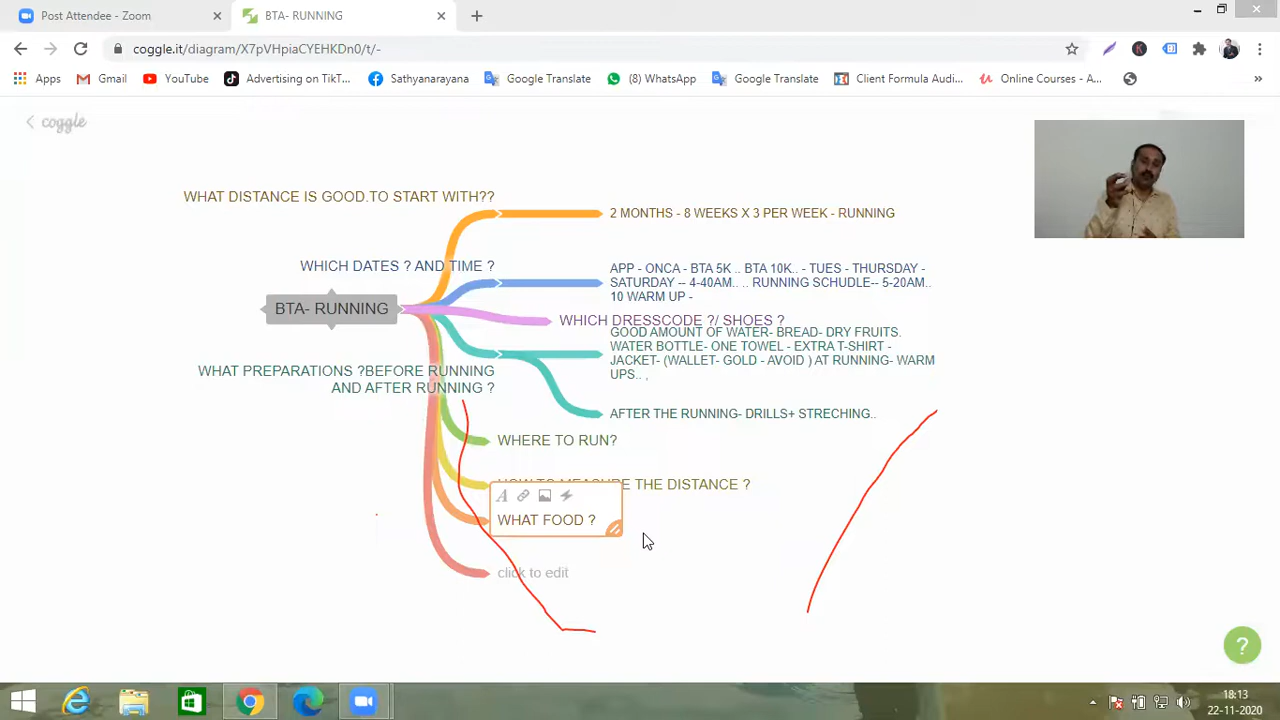 Post Attendee - Zoom
BTA- RUNNING
coggle.it/diagram/X7pVHpiaCYEHKDn0/t/-
K
Apps
Gmail
YouTube
Advertising on TikT...
Sathyanarayana
Google Translate
(8) WhatsApp
Google Translate
Client Formula Audi...
Online Courses - A...
»
coggle
WHAT DISTANCE IS GOOD.TO START WITH??
2 MONTHS - 8 WEEKS X 3 PER WEEK - RUNNING
WHICH DATES ? AND TIME ?
APP - ONCA - BTA 5K .. BTA 10K.. - TUES - THURSDAY -
SATURDAY -- 4-40AM.. .. RUNNING SCHUDLE-- 5-20AM..
10 WARM UP -
BTA- RUNNING
WHICH DRESSCODE ?/ SHOES ?
GOOD AMOUNT OF WATER- BREAD- DRY FRUITS.
WATER BOTTLE- ONE TOWEL - EXTRA T-SHIRT -
JACKET- (WALLET- GOLD - AVOID ) AT RUNNING- WARM
UPS.. ,
WHAT PREPARATIONS ?BEFORE RUNNING
AND AFTER RUNNING ?
AFTER THE RUNNING- DRILLS+ STRECHING..
WHERE TO RUN?
HOW TO MEASURE THE DISTANCE ?
WHAT FOOD ?
click to edit
?
18:13
22-11-2020